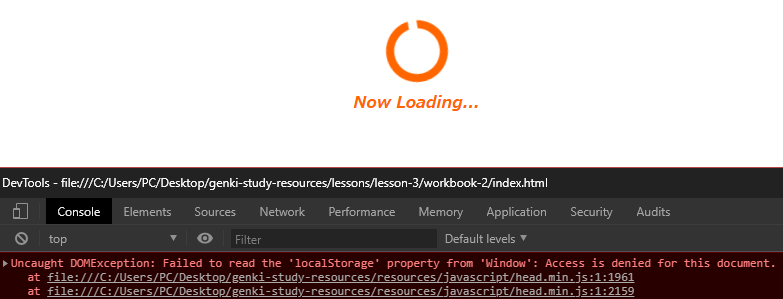 Now Loading...
DevTools - file:///C:/Users/PC/Desktop/genki-study-resources/lessons/lesson-3/workbook-2/index.html
Console Elements Sources Network Performance Memory Application Security Audits
top Filter Default levels
Uncaught DOMException: Failed to read the 'localStorage' property from 'Window': Access is denied for this document.
at file:///C:/Users/PC/Desktop/genki-study-resources/resources/javascript/head.min.js:1:1961
at file:///C:/Users/PC/Desktop/genki-study-resources/resources/javascript/head.min.js:1:2159